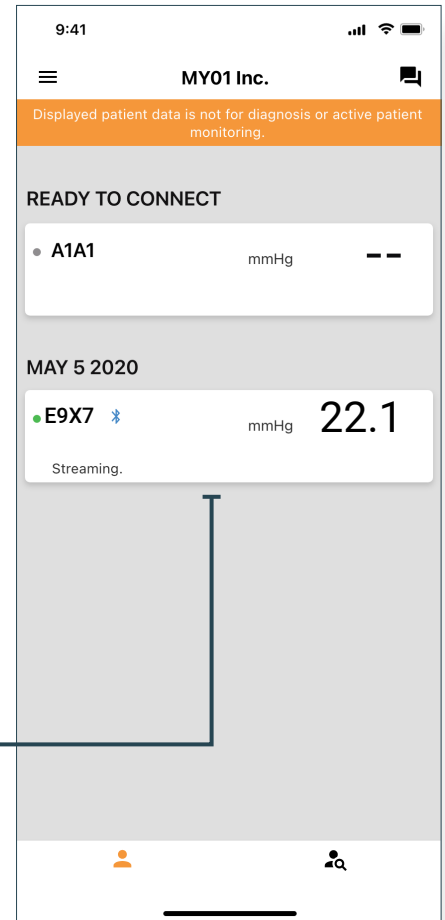 9:41
MY01 Inc.
Displayed patient data is not for diagnosis or active patient
monitoring.
READY TO CONNECT
A1A1 mmHg --
MAY 5 2020
E9X7 mmHg 22.1
Streaming.